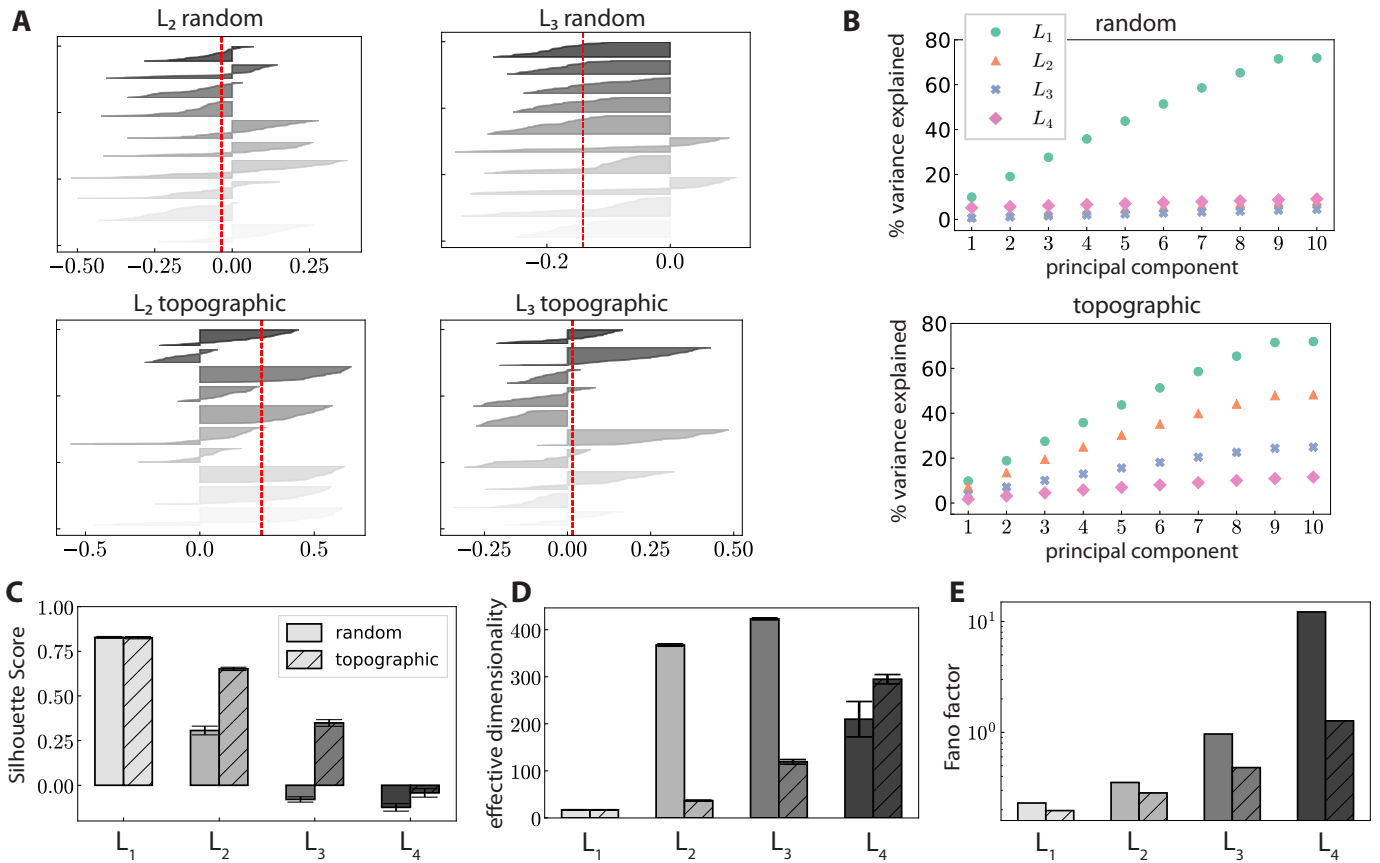 A
L₂ random
−0.50 −0.25 0.00 0.25
L₃ random
−0.2 0.0
L₂ topographic
−0.5 0.0 0.5
L₃ topographic
−0.25 0.00 0.25 0.50
B
random
% variance explained
80
60
40
20
0
L₁
L₂
L₃
L₄
1 2 3 4 5 6 7 8 9 10
principal component
topographic
% variance explained
80
60
40
20
0
1 2 3 4 5 6 7 8 9 10
principal component
C
Silhouette Score
1.00
0.75
0.50
0.25
0.00
random
topographic
L₁ L₂ L₃ L₄
D
effective dimensionality
400
300
200
100
0
L₁ L₂ L₃ L₄
E
Fano factor
10¹
10⁰
L₁ L₂ L₃ L₄